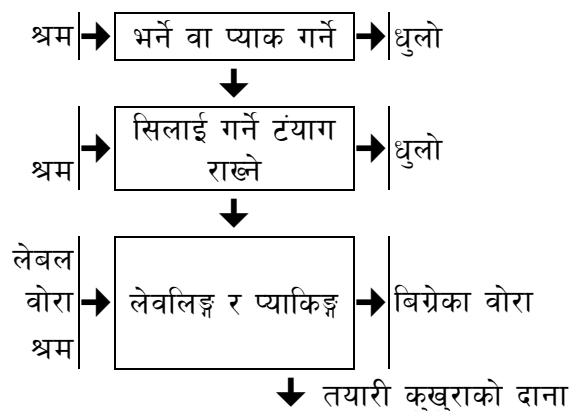 श्रम भर्ने वा प्याक गर्ने धुलो
सिलाई गर्ने टंयाग
राख्ने
श्रम
धुलो
लेबल
वोरा
श्रम
लेवलिङ्ग र प्याकिङ्ग
बिग्रेका वोरा
तयारी कुखुराको दाना